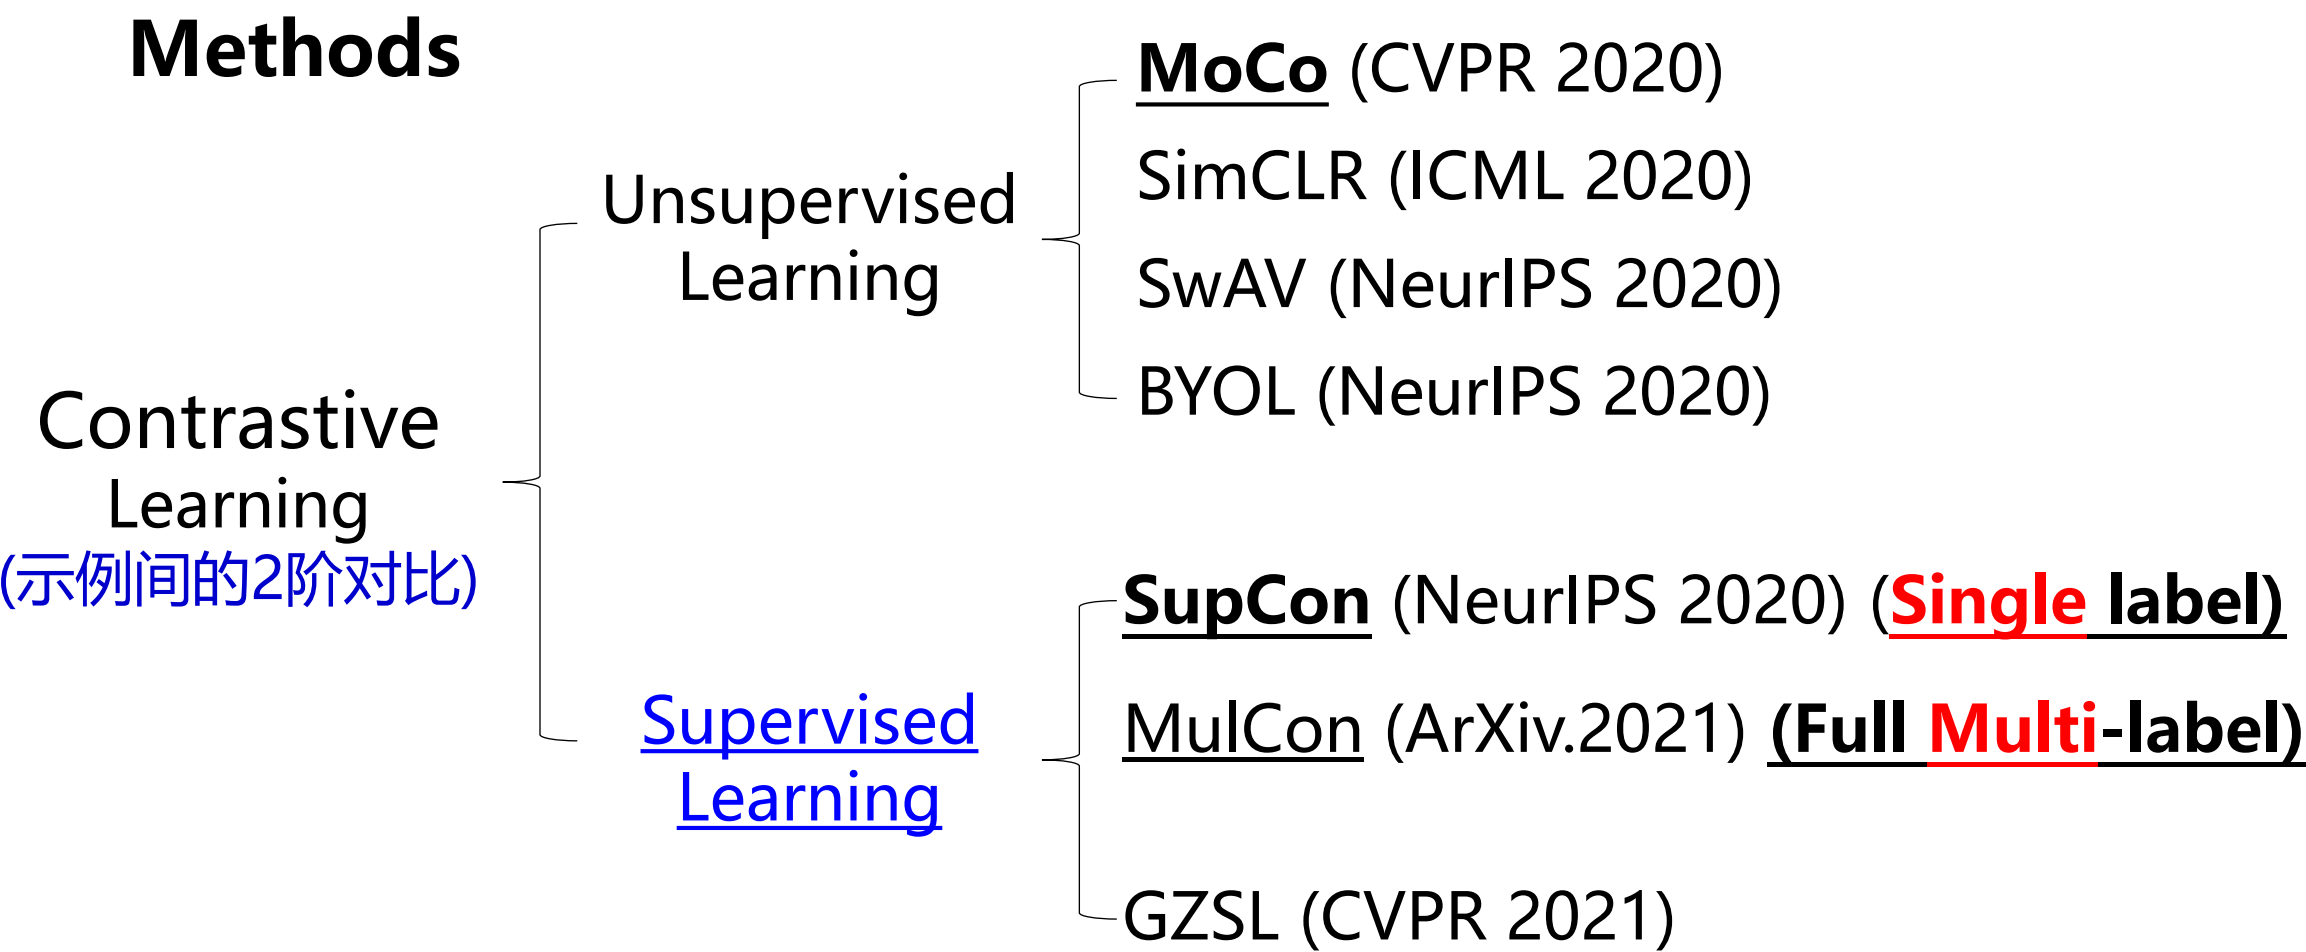 Methods
Contrastive
Learning
(示例间的2阶对比)
Unsupervised
Learning
MoCo (CVPR 2020)
SimCLR (ICML 2020)
SwAV (NeurIPS 2020)
BYOL (NeurIPS 2020)
Supervised
Learning
SupCon (NeurIPS 2020) (Single label)
MulCon (ArXiv.2021) (Full Multi-label)
GZSL (CVPR 2021)